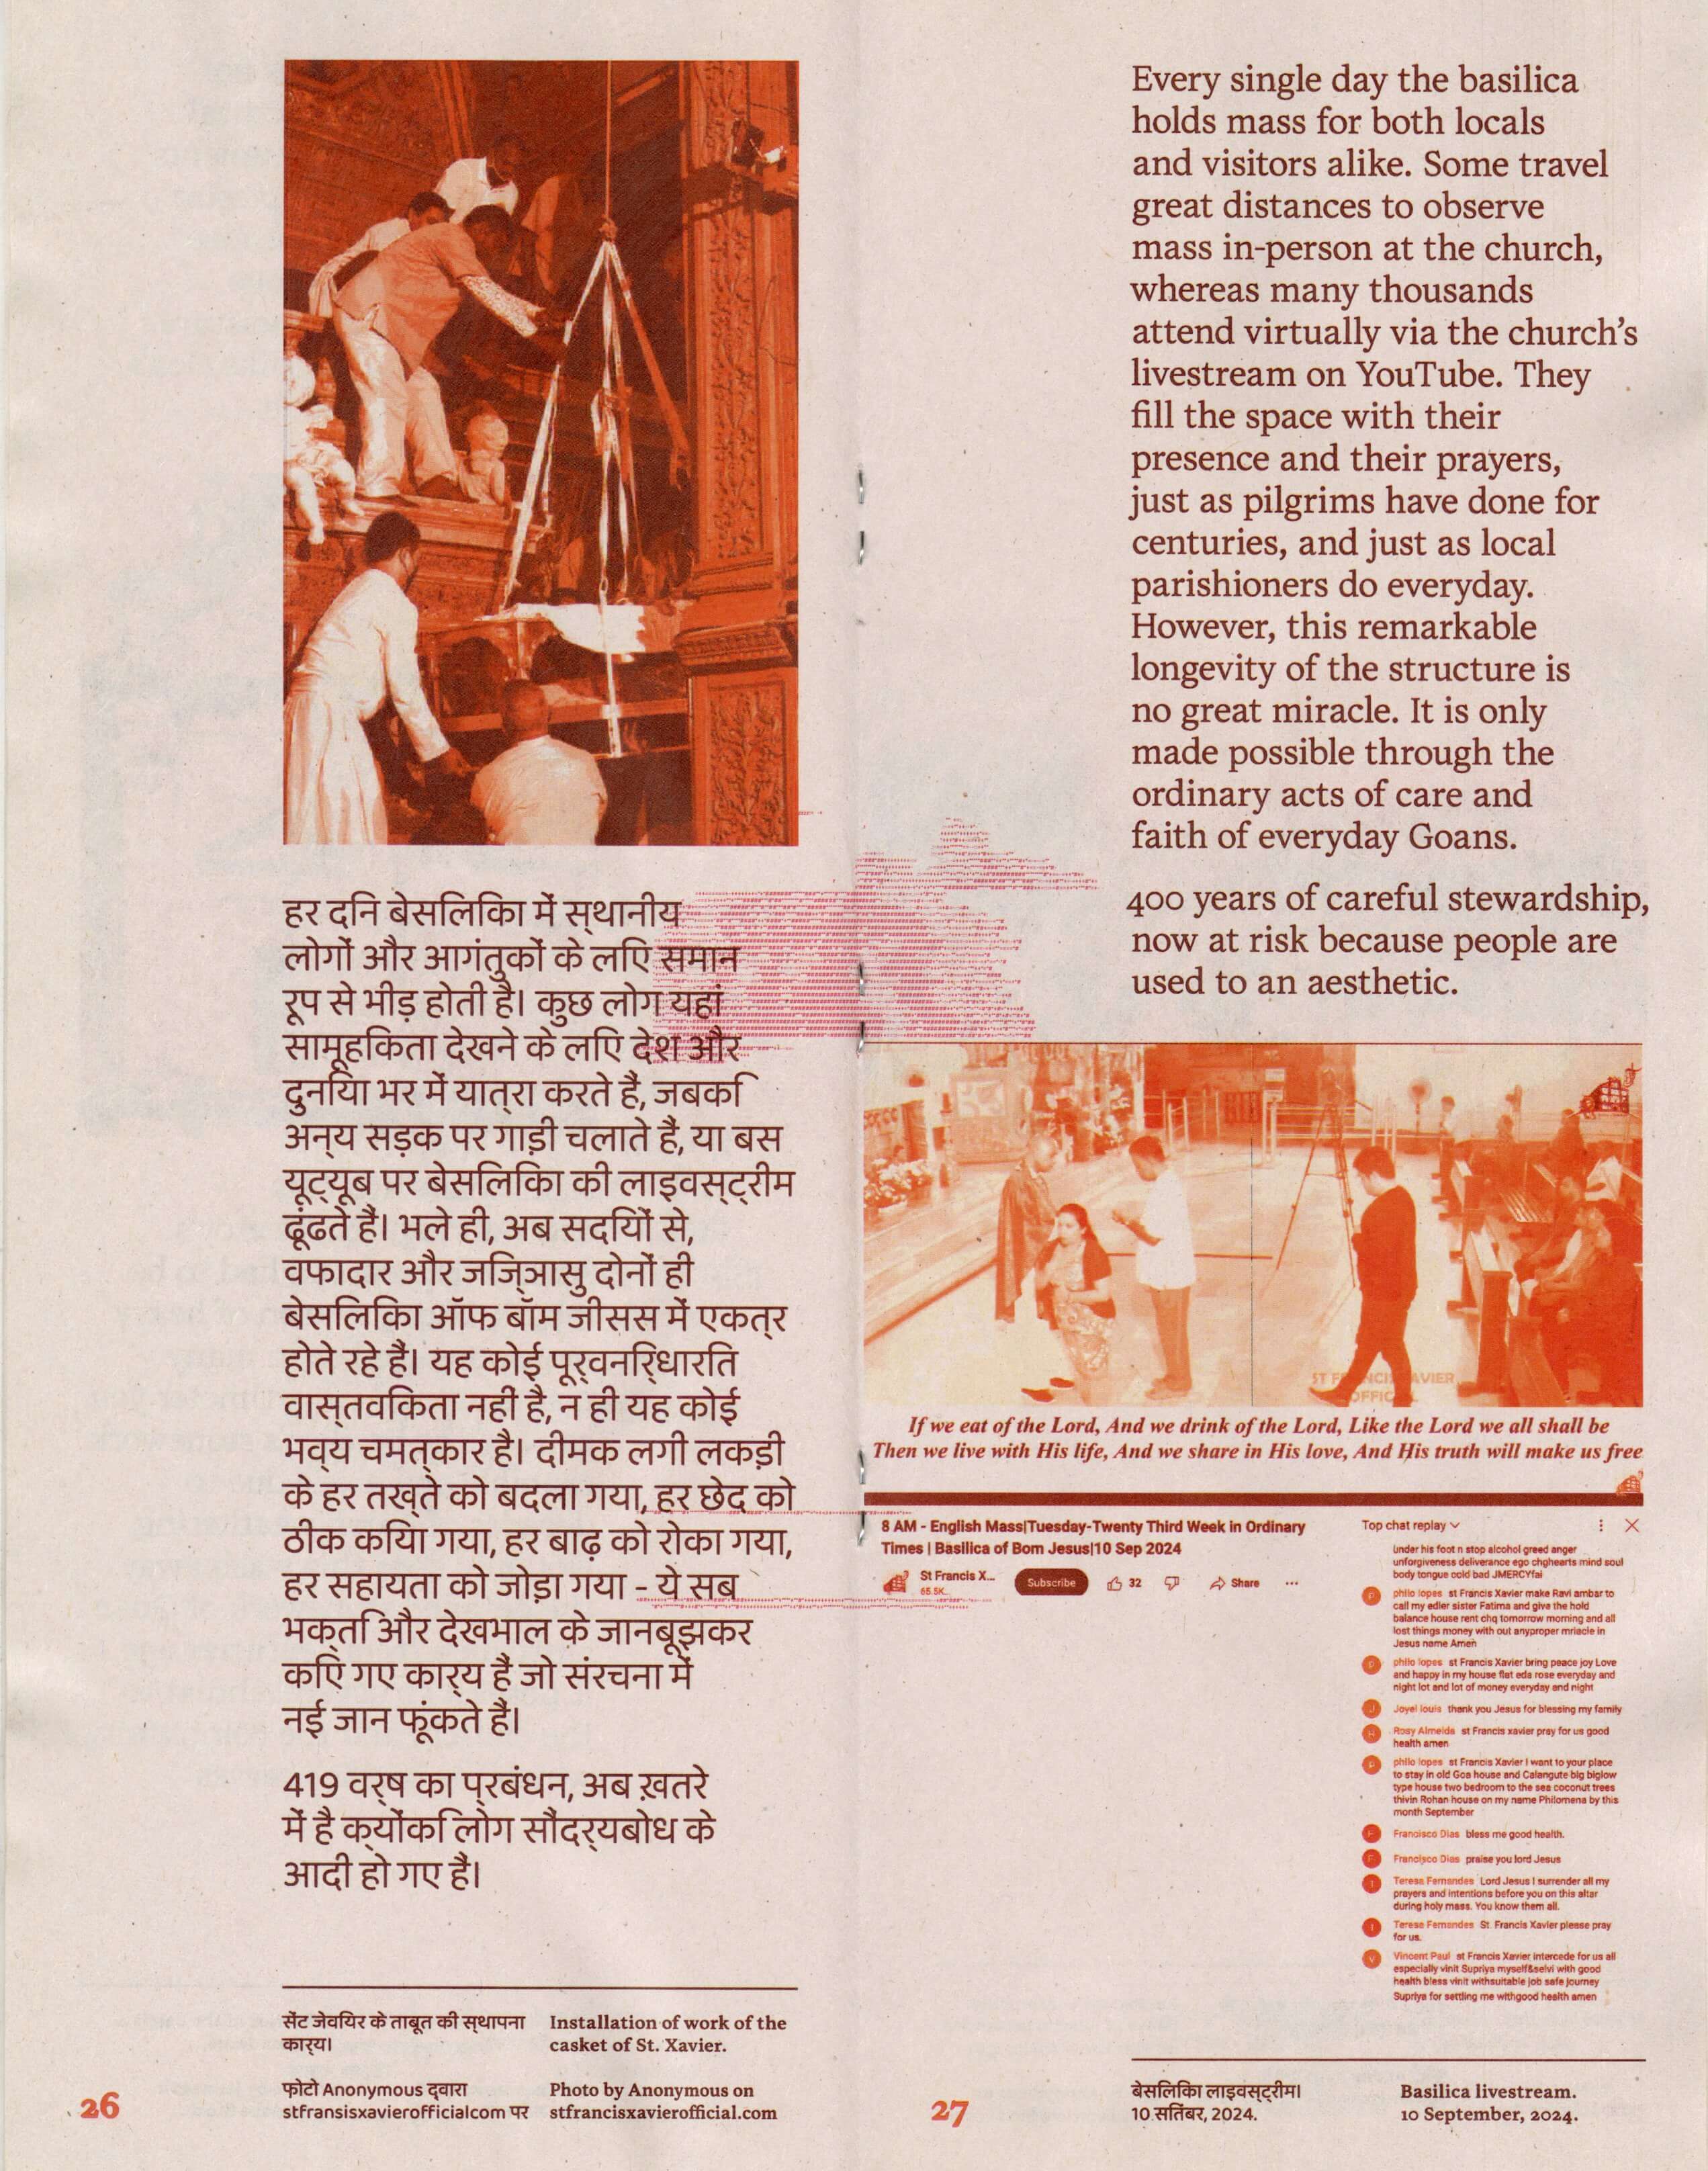 हर दनि बेसलिकिा में स्थानीय
लोगों और आगंतुकों के लएि समान
रूप से भीड़ होती है। कुछ लोग यहां
सामूहकिता देखने के लएि देश और
दुनयिा भर में यात्रा करते हैं, जबकि
अन्य सड़क पर गाड़ी चलाते हैं, या बस
यूट्यूब पर बेसलिकिा की लाइवस्ट्रीम
ढूंढते हैं। भले ही, अब सदयिों से,
वफादार और जज्ञिासु दोनों ही
बेसलिकिा ऑफ बॉम जीसस में एकत्र
होते रहे हैं। यह कोई पूर्वनर्धिारति
वास्तवकिता नहीं है, न ही यह कोई
भव्य चमत्कार है। दीमक लगी लकड़ी
के हर तख्ते को बदला गया, हर छेद को
ठीक कयिा गया, हर बाढ़ को रोका गया,
हर सहायता को जोड़ा गया - ये सब
भक्ति और देखभाल के जानबूझकर
कएि गए कार्य हैं जो संरचना में
नई जान फूंकते हैं।
419 वर्ष का प्रबंधन, अब ख़तरे
में है क्योंकि लोग सौंदर्यबोध के
आदी हो गए हैं।
सेंट जेवयिर के ताबूत की स्थापना
कार्य।
फोटो Anonymous द्वारा
stfransisxavierofficialcom पर
Installation of work of the
casket of St. Xavier.
Photo by Anonymous on
stfrancisxavierofficial.com
26
Every single day the basilica
holds mass for both locals
and visitors alike. Some travel
great distances to observe
mass in-person at the church,
whereas many thousands
attend virtually via the church's
livestream on YouTube. They
fill the space with their
presence and their prayers,
just as pilgrims have done for
centuries, and just as local
parishioners do everyday.
However, this remarkable
longevity of the structure is
no great miracle. It is only
made possible through the
ordinary acts of care and
faith of everyday Goans.
400 years of careful stewardship,
now at risk because people are
used to an aesthetic.
ST FRANCIS XAVIER
OFFICIAL
If we eat of the Lord, And we drink of the Lord, Like the Lord we all shall be
Then we live with His life, And we share in His love, And His truth will make us free
8 AM - English Mass|Tuesday-Twenty Third Week in Ordinary
Times | Basilica of Bom Jesus|10 Sep 2024
St Francis X...
65.5K
Subscribe
32
Share
Top chat replay
under his foot n stop alcohol greed anger
unforgiveness deliverance ego chghearts mind soul
body tongue cold bad JMERCYfai
philo lopes st Francis Xavier make Ravi ambar to
call my edler sister Fatima and give the hold
balance house rent chq tomorrow morning and all
lost things money with out anyproper mriacle in
Jesus name Amen
philo lopes st Francis Xavier bring peace joy Love
and happy in my house flat eda rose everyday and
night lot and lot of money everyday and night
Joyel louis thank you Jesus for blessing my family
Rosy Almeida st Francis xavier pray for us good
health amen
philo lopes st Francis Xavier I want to your place
to stay in old Goa house and Calangute big biglow
type house two bedroom to the sea coconut trees
thivin Rohan house on my name Philomena by this
month September
Francisco Dias bless me good health.
Francisco Dias praise you lord Jesus
Teresa Fernandes Lord Jesus I surrender all my
prayers and intentions before you on this altar
during holy mass. You know them all.
Teresa Fernandes St. Francis Xavier please pray
for us.
Vincent Paul st Francis Xavier intercede for us all
especially vinit Supriya myself&selvi with good
health bless vinit withsuitable job safe journey
Supriya for settling me withgood health amen
27
बेसलिकिा लाइवस्ट्रीम।
10 सतिंबर, 2024.
Basilica livestream.
10 September, 2024.